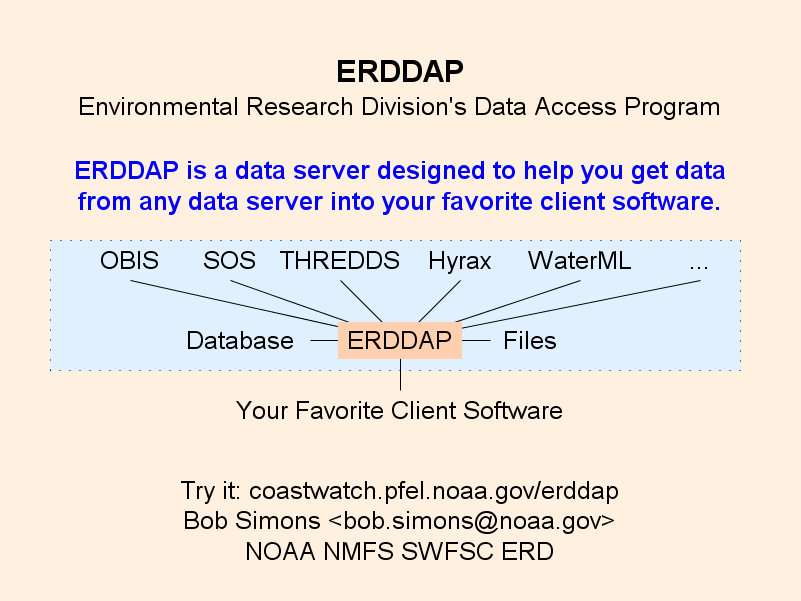 ERDDAP
Environmental Research Division's Data Access Program
ERDDAP is a data server designed to help you get data
from any data server into your favorite client software.
OBIS SOS THREDDS Hyrax WaterML ...
Database ERDDAP Files
Your Favorite Client Software
Try it: coastwatch.pfel.noaa.gov/erddap
Bob Simons <bob.simons@noaa.gov>
NOAA NMFS SWFSC ERD